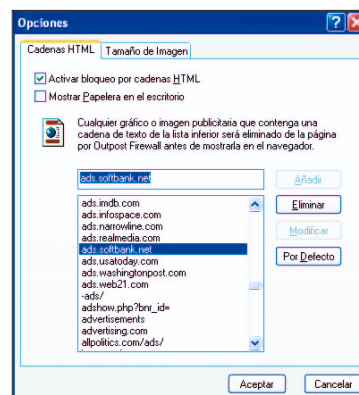 Opciones
Cadenas HTML
Tamaño de Imagen
Activar bloqueo por cadenas HTML
Mostrar Papelera en el escritorio
Cualquier gráfico o imagen publicitaria que contenga una
cadena de texto de la lista inferior será eliminado de la página
por Outpost Firewall antes de mostrarla en el navegador.
ads.softbank.net
Añadir
ads.imdb.com
ads.infospace.com
ads.narrowline.com
ads.realmedia.com
ads.softbank.net
ads.usatoday.com
ads.washingtonpost.com
ads.web21.com
-ads/
adshow.php?bnr_id=
advertisements
advertising.com
allpolitics.com/ads/
Eliminar
Modificar
Por Defecto
Aceptar
Cancelar